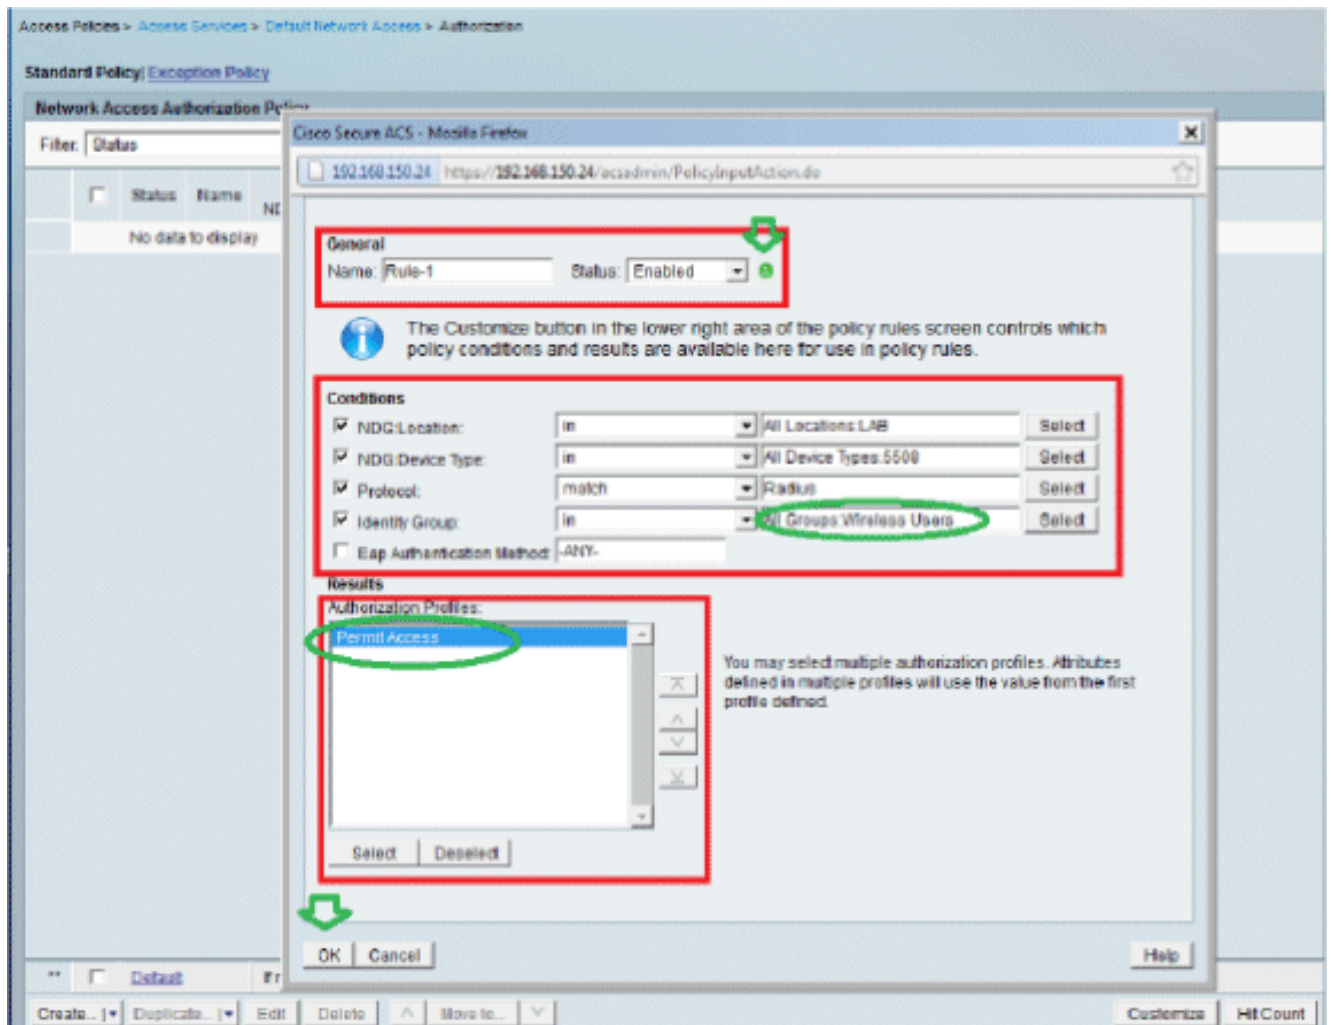 Access Policies > Access Services > Default Network Access > Authorization
Standard Policy| Exception Policy
Network Access Authorization Policy
Filter: Status
Cisco Secure ACS - Mozilla Firefox
192.168.150.24 https://192.168.150.24/acsadmin/PolicyInputAction.do
Status Name
No data to display
General
Name: Rule-1 Status: Enabled
The Customize button in the lower right area of the policy rules screen controls which
policy conditions and results are available here for use in policy rules.
Conditions
NDG:Location: in All Locations:LAB Select
NDG:Device Type: in All Device Types:5508 Select
Protocol: match Radius Select
Identity Group: in All Groups:Wireless Users Select
Eap Authentication Method: -ANY-
Results
Authorization Profiles:
Permit Access
You may select multiple authorization profiles. Attributes
defined in multiple profiles will use the value from the first
profile defined.
Select Deselect
OK Cancel Help
** Default If
Create... Duplicate... Edit Delete Move to... Customize Hit Count